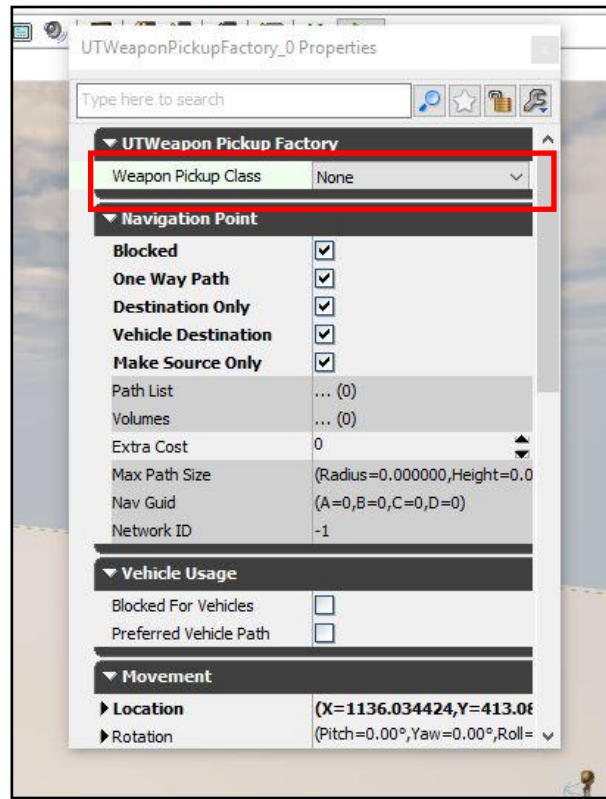 UTWeaponPickupFactory_0 Properties
Type here to search
UTWeapon Pickup Factory
Weapon Pickup Class None
Navigation Point
Blocked
One Way Path
Destination Only
Vehicle Destination
Make Source Only
Path List ... (0)
Volumes ... (0)
Extra Cost 0
Max Path Size (Radius=0.000000,Height=0.0
Nav Guid (A=0,B=0,C=0,D=0)
Network ID -1
Vehicle Usage
Blocked For Vehicles
Preferred Vehicle Path
Movement
Location (X=1136.034424,Y=413.08
Rotation (Pitch=0.00°,Yaw=0.00°,Roll=